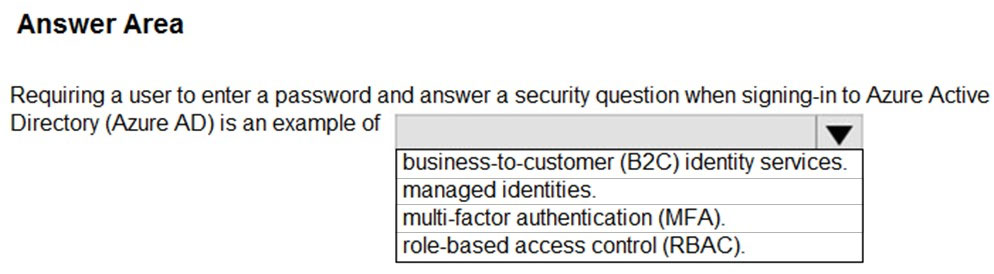 Answer Area
Requiring a user to enter a password and answer a security question when signing-in to Azure Active
Directory (Azure AD) is an example of
business-to-customer (B2C) identity services.
managed identities.
multi-factor authentication (MFA).
role-based access control (RBAC).